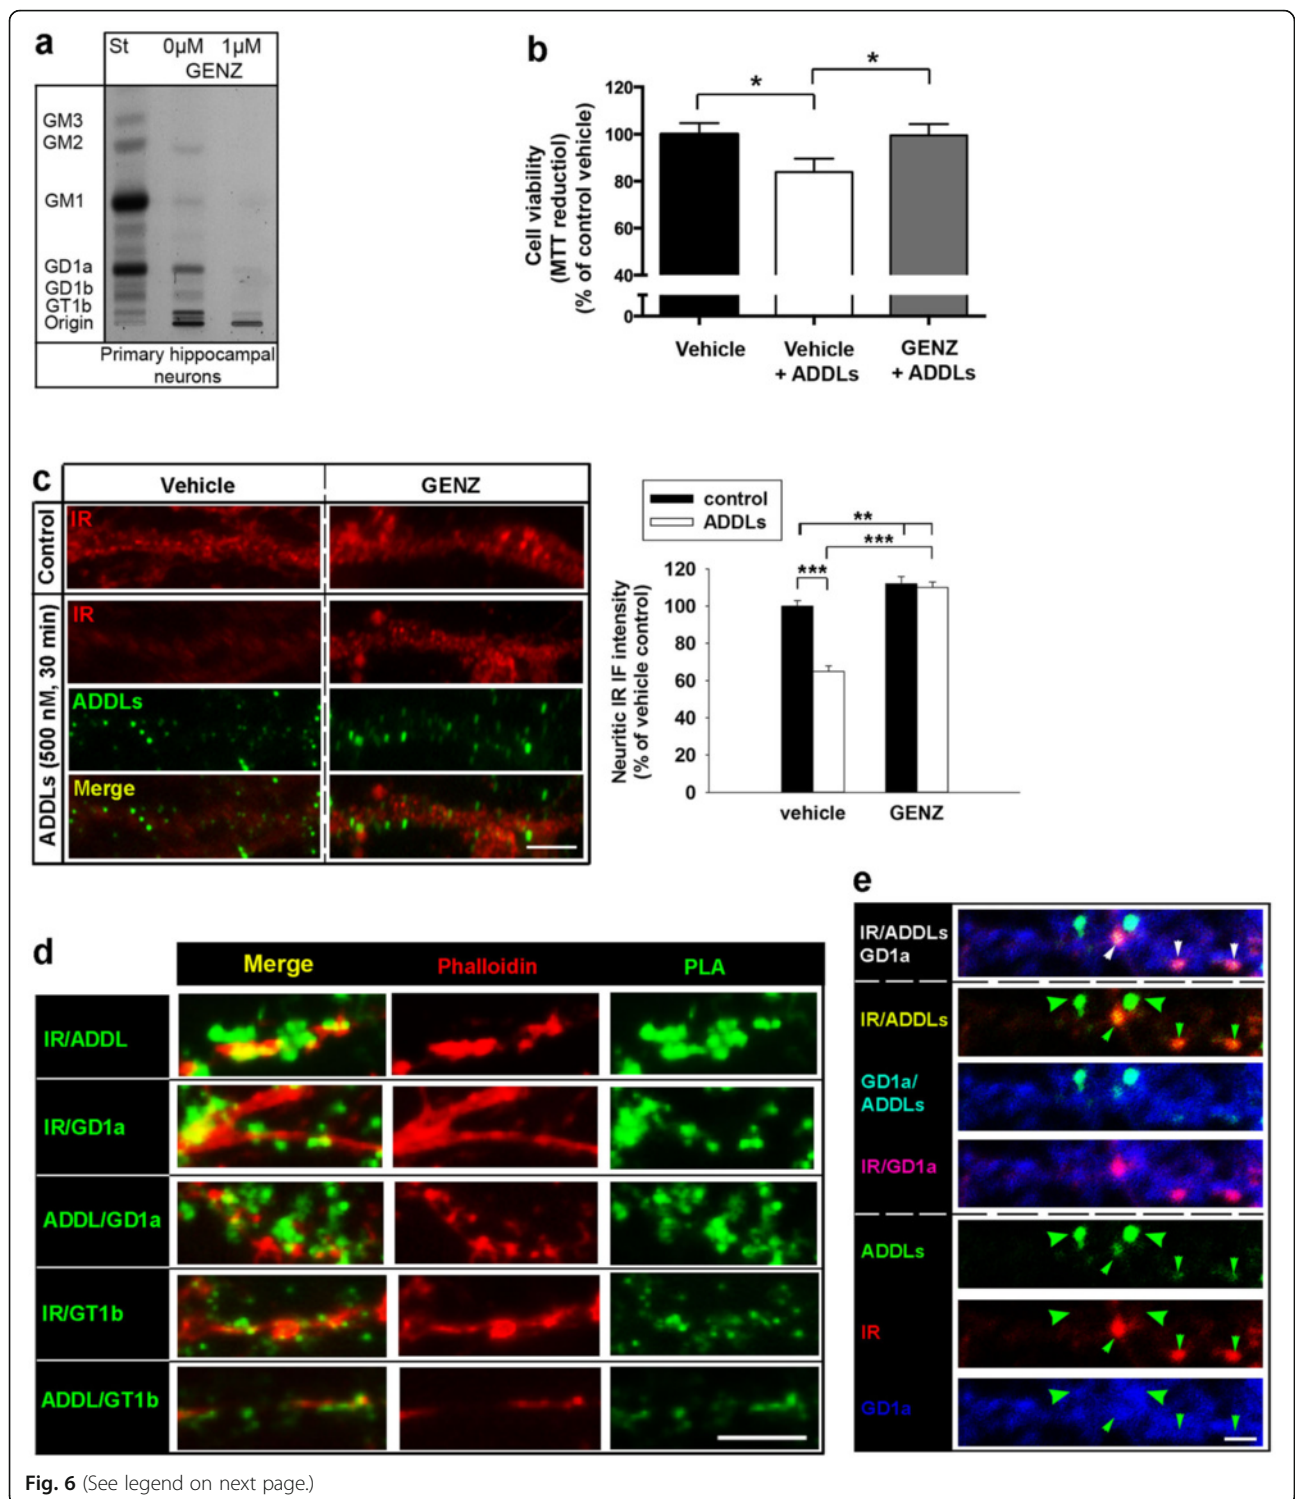 a
St 0µM 1µM
GENZ
GM3
GM2
GM1
GD1a
GD1b
GT1b
Origin
Primary hippocampal
neurons
b
Cell viability
(MTT reductiol)
(% of control vehicle)
120
100
80
60
40
0
*
*
Vehicle
Vehicle
+ ADDLs
GENZ
+ ADDLs
c
Vehicle
GENZ
Control
IR
ADDLs (500 nM, 30 min)
IR
ADDLs
Merge
control
ADDLs
**
***
***
Neuritic IR IF intensity
(% of vehicle control)
120
100
80
60
40
20
0
vehicle
GENZ
d
Merge
Phalloidin
PLA
IR/ADDL
IR/GD1a
ADDL/GD1a
IR/GT1b
ADDL/GT1b
e
IR/ADDLs
GD1a
IR/ADDLs
GD1a/
ADDLs
IR/GD1a
ADDLs
IR
GD1a
Fig. 6 (See legend on next page.)